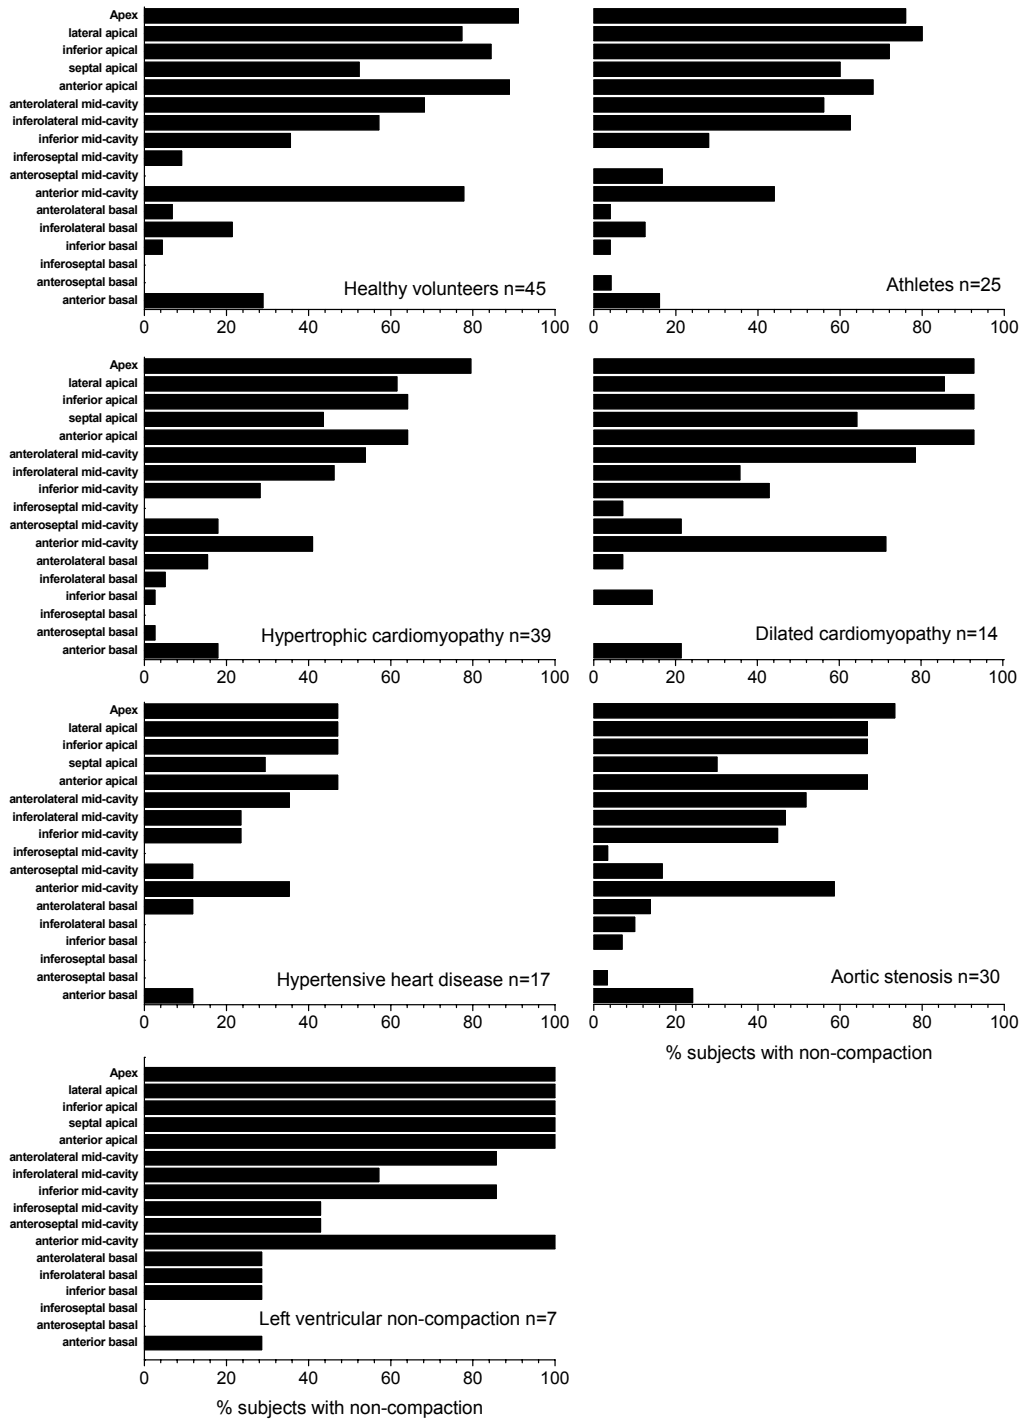 Apex
lateral apical
inferior apical
septal apical
anterior apical
anterolateral mid-cavity
inferolateral mid-cavity
inferior mid-cavity
inferoseptal mid-cavity
anteroseptal mid-cavity
anterior mid-cavity
anterolateral basal
inferolateral basal
inferior basal
inferoseptal basal
anteroseptal basal
anterior basal
Healthy volunteers n=45
0 20 40 60 80 100
Athletes n=25
0 20 40 60 80 100
Apex
lateral apical
inferior apical
septal apical
anterior apical
anterolateral mid-cavity
inferolateral mid-cavity
inferior mid-cavity
inferoseptal mid-cavity
anteroseptal mid-cavity
anterior mid-cavity
anterolateral basal
inferolateral basal
inferior basal
inferoseptal basal
anteroseptal basal
anterior basal
Hypertrophic cardiomyopathy n=39
0 20 40 60 80 100
Dilated cardiomyopathy n=14
0 20 40 60 80 100
Apex
lateral apical
inferior apical
septal apical
anterior apical
anterolateral mid-cavity
inferolateral mid-cavity
inferior mid-cavity
inferoseptal mid-cavity
anteroseptal mid-cavity
anterior mid-cavity
anterolateral basal
inferolateral basal
inferior basal
inferoseptal basal
anteroseptal basal
anterior basal
Hypertensive heart disease n=17
0 20 40 60 80 100
Aortic stenosis n=30
0 20 40 60 80 100
% subjects with non-compaction
Apex
lateral apical
inferior apical
septal apical
anterior apical
anterolateral mid-cavity
inferolateral mid-cavity
inferior mid-cavity
inferoseptal mid-cavity
anteroseptal mid-cavity
anterior mid-cavity
anterolateral basal
inferolateral basal
inferior basal
inferoseptal basal
anteroseptal basal
anterior basal
Left ventricular non-compaction n=7
0 20 40 60 80 100
% subjects with non-compaction